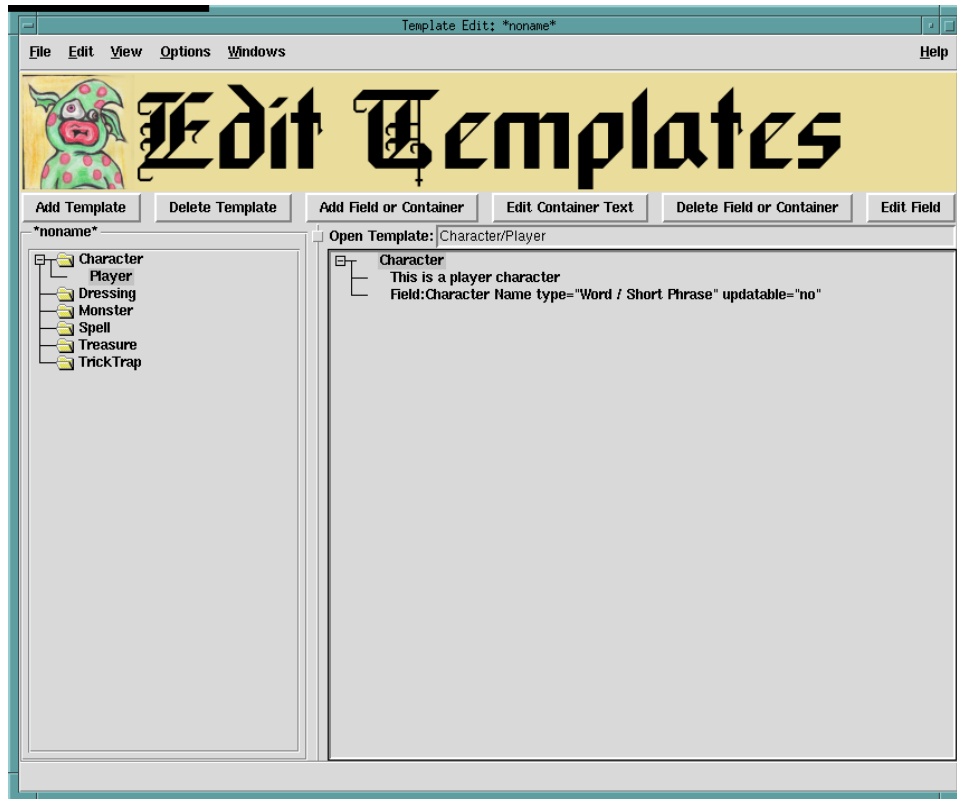 Template Edit: *noname*
File Edit View Options Windows Help
Edit Templates
Add Template Delete Template Add Field or Container Edit Container Text Delete Field or Container Edit Field
*noname* Open Template: Character/Player
Character
Player
Dressing
Monster
Spell
Treasure
TrickTrap
Character
This is a player character
Field:Character Name type="Word / Short Phrase" updatable="no"